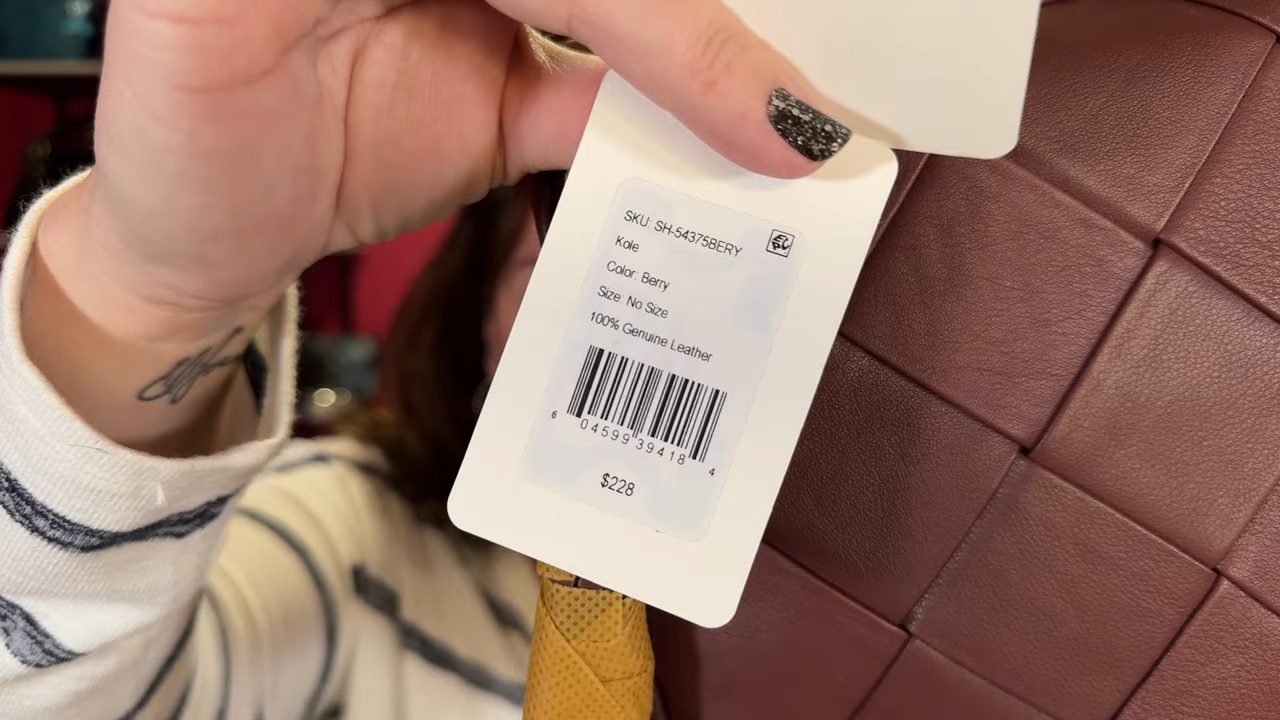 SKU: SH-54375BERY
Kole
Color: Berry
Size: No Size
100% Genuine Leather
6 04599 39418 4
$228